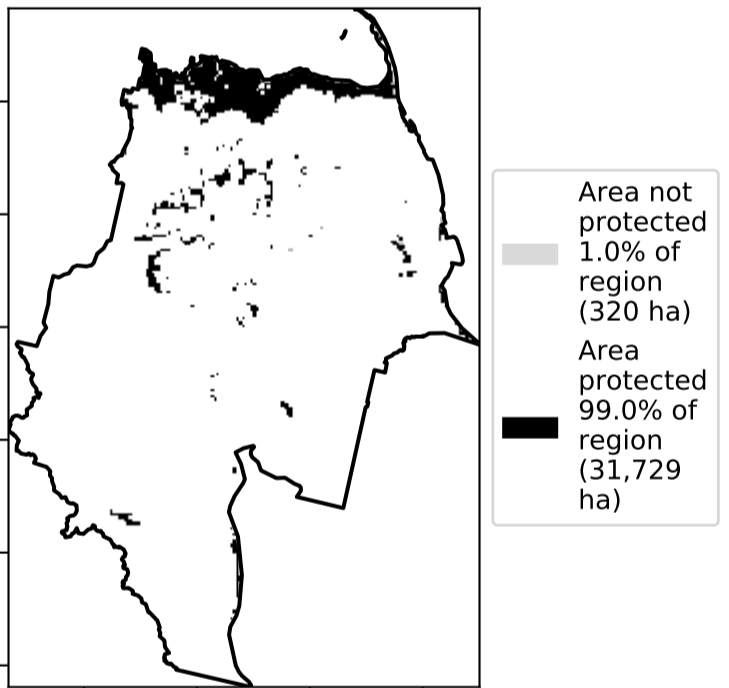 Area not
protected
1.0% of
region
(320 ha)
Area
protected
99.0% of
region
(31,729
ha)